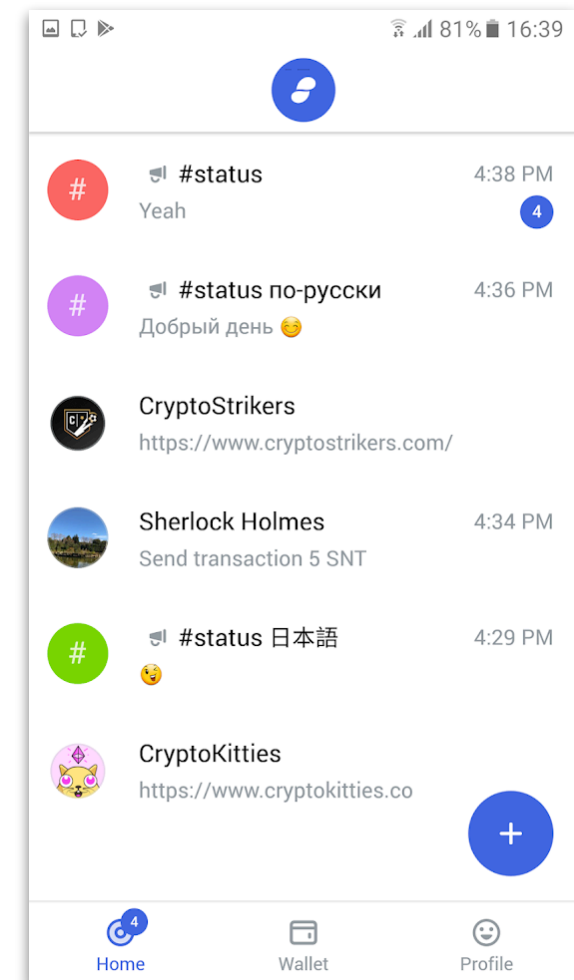 81% 16:39
# #status 4:38 PM
Yeah 4
# #status по-русски 4:36 PM
Добрый день 😊
CryptoStrikers
https://www.cryptostrikers.com/
Sherlock Holmes 4:34 PM
Send transaction 5 SNT
# #status 日本語 4:29 PM
😉
CryptoKitties
https://www.cryptokitties.co
+
4
Home Wallet Profile